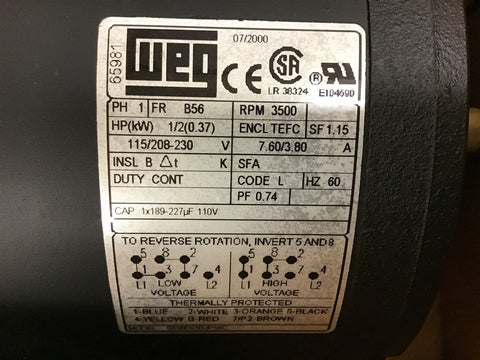 65981
weg
07/2000
CE
SA
LR 38324
®
E104590
PH 1 FR B56 RPM 3500
HP(kW) 1/2(0.37) ENCL TEFC SF 1.15
115/208-230 V 7.60/3.80 A
INSL B Δt K SFA
DUTY CONT CODE L HZ 60
PF 0.74
CAP 1x189-227µF 110V
TO REVERSE ROTATION, INVERT 5 AND 8
5 8 2 5 8 2
1 3 7 4 1 3 7 4
L1 LOW L2 L1 HIGH L2
VOLTAGE VOLTAGE
THERMALLY PROTECTED
1-BLUE 2-WHITE 3-ORANGE 5-BLACK
4-YELLOW 8-RED 7/P2-BROWN
MODEL